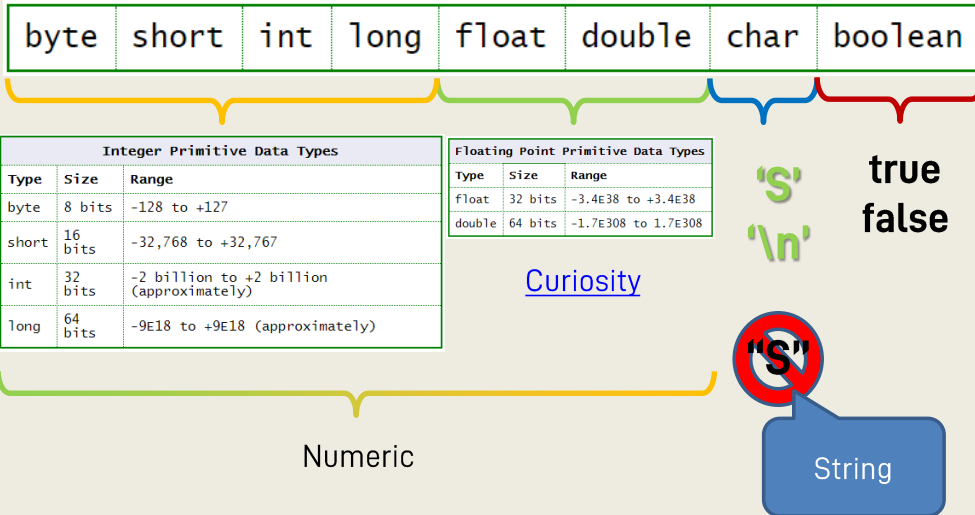 byte short int long float double char boolean
Integer Primitive Data Types
Type Size Range
byte 8 bits -128 to +127
short 16 bits -32,768 to +32,767
int 32 bits -2 billion to +2 billion (approximately)
long 64 bits -9E18 to +9E18 (approximately)
Floating Point Primitive Data Types
Type Size Range
float 32 bits -3.4E38 to +3.4E38
double 64 bits -1.7E308 to 1.7E308
Curiosity
'S'
'\n'
true
false
"S"
String
Numeric